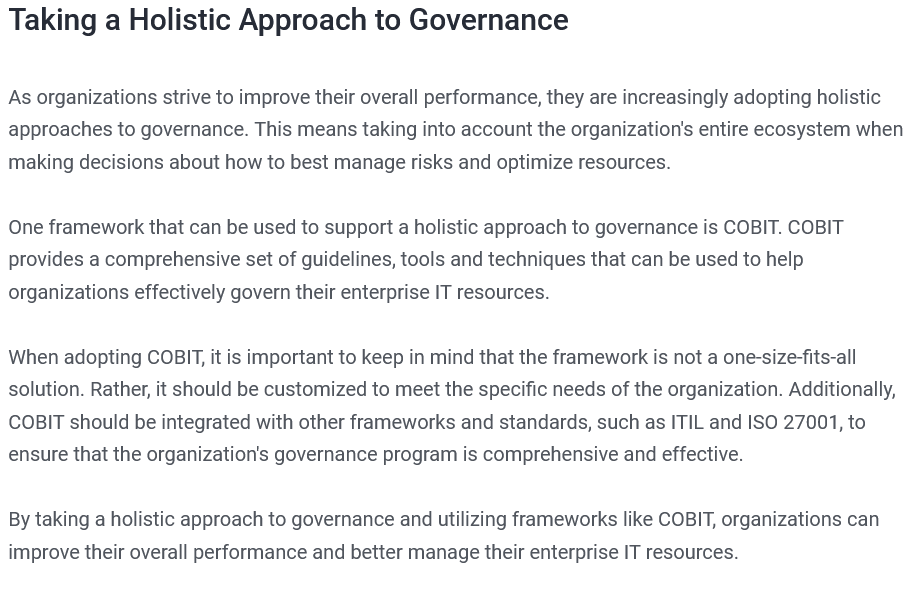 Taking a Holistic Approach to Governance
As organizations strive to improve their overall performance, they are increasingly adopting holistic
approaches to governance. This means taking into account the organization's entire ecosystem when
making decisions about how to best manage risks and optimize resources.
One framework that can be used to support a holistic approach to governance is COBIT. COBIT
provides a comprehensive set of guidelines, tools and techniques that can be used to help
organizations effectively govern their enterprise IT resources.
When adopting COBIT, it is important to keep in mind that the framework is not a one-size-fits-all
solution. Rather, it should be customized to meet the specific needs of the organization. Additionally,
COBIT should be integrated with other frameworks and standards, such as ITIL and ISO 27001, to
ensure that the organization's governance program is comprehensive and effective.
By taking a holistic approach to governance and utilizing frameworks like COBIT, organizations can
improve their overall performance and better manage their enterprise IT resources.